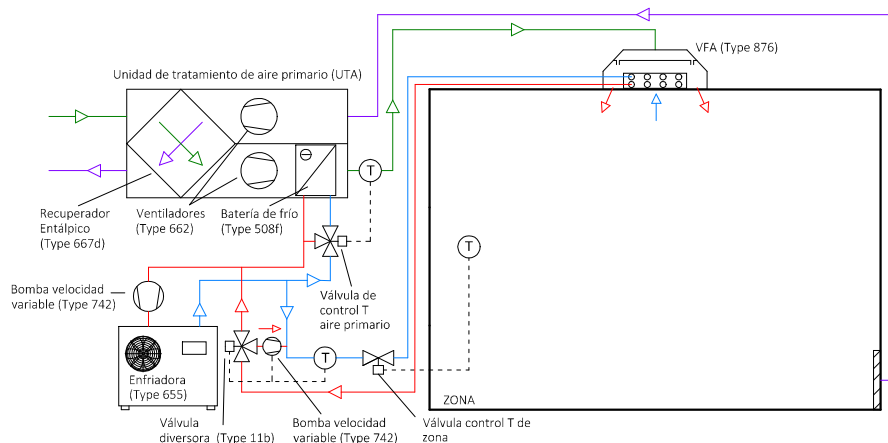 VFA (Type 876)
Unidad de tratamiento de aire primario (UTA)
T
Recuperador
Entálpico
(Type 667d)
Ventiladores
(Type 662)
Batería de frío
(Type 508f)
T
Bomba velocidad
variable (Type 742)
Válvula de
control T
aire primario
T
Enfriadora
(Type 655)
ZONA
Válvula
diversora (Type 11b)
Bomba velocidad
variable (Type 742)
Válvula control T de
zona